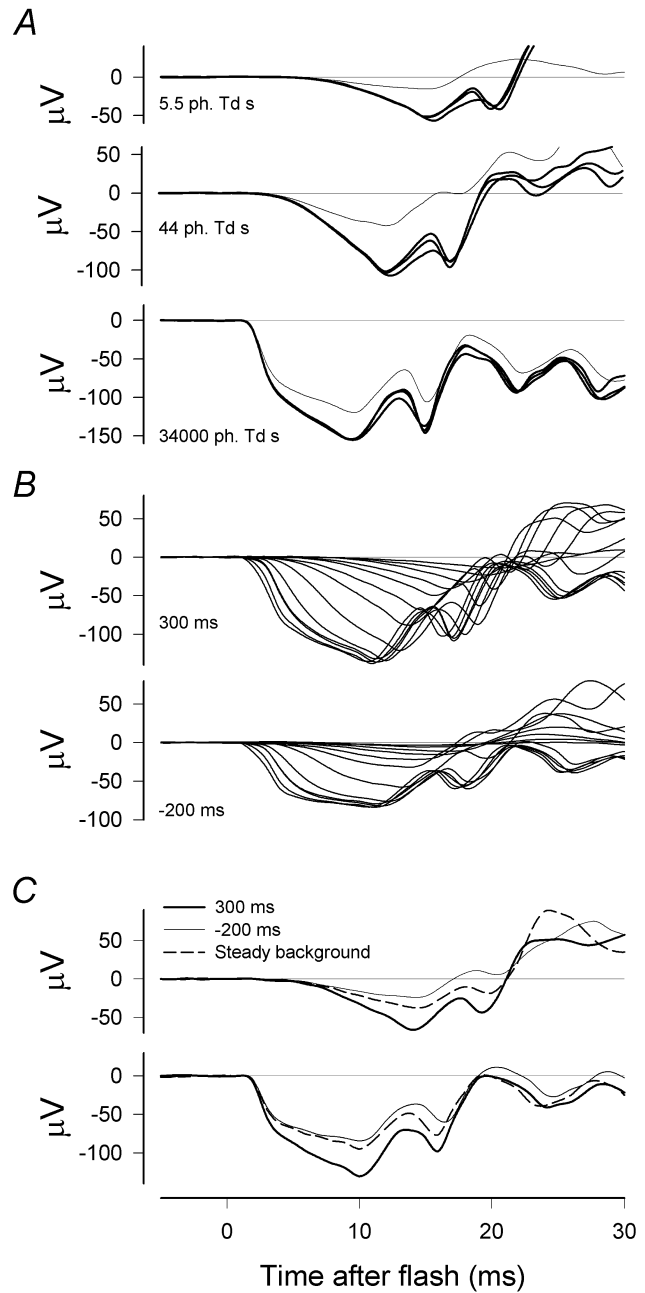 A
μV
0
-50
5.5 ph. Td s
μV
50
0
-50
-100
44 ph. Td s
μV
0
-50
-100
-150
34000 ph. Td s
B
μV
50
0
-50
-100
300 ms
μV
50
0
-50
-100
-200 ms
C
300 ms
-200 ms
Steady background
μV
50
0
-50
μV
0
-50
-100
0 10 20 30
Time after flash (ms)